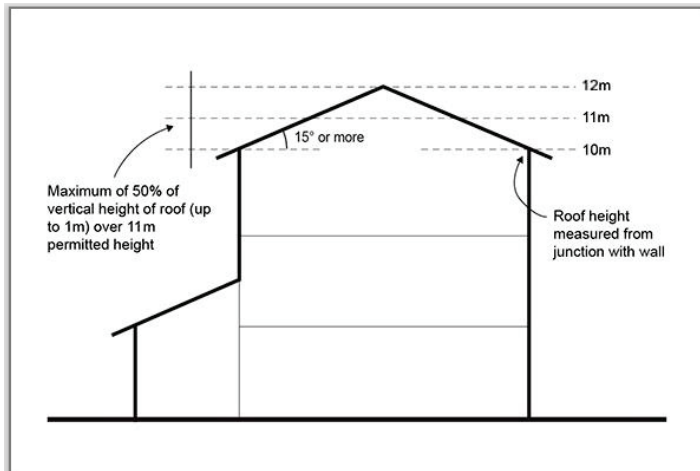 12m
11m
15° or more
10m
Maximum of 50% of
vertical height of roof (up
to 1m) over 11m
permitted height
Roof height
measured from
junction with wall